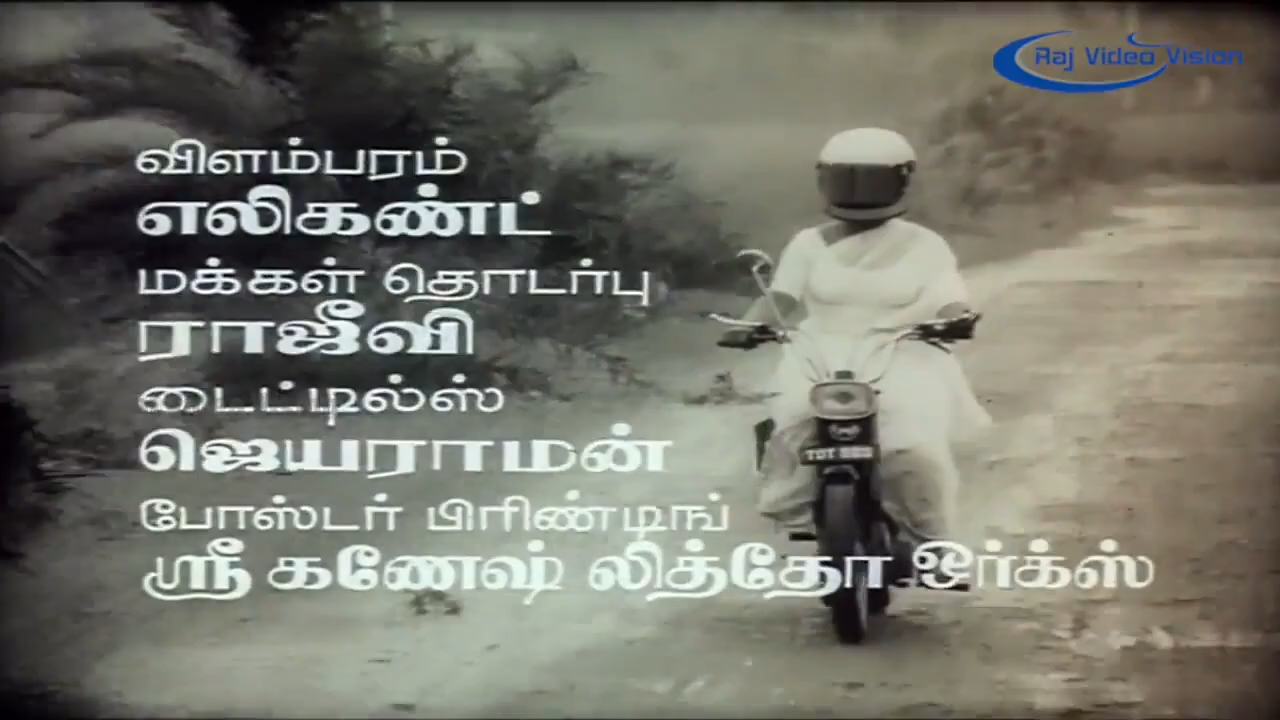 Raj Video Vision
விளம்பரம்
எலிகண்ட்
மக்கள் தொடர்பு
ராஜீவி
டைட்டில்ஸ்
ஜெயராமன்
போஸ்டர் பிரிண்டிங்
ஸ்ரீ கணேஷ் லித்தோ ஒர்க்ஸ்